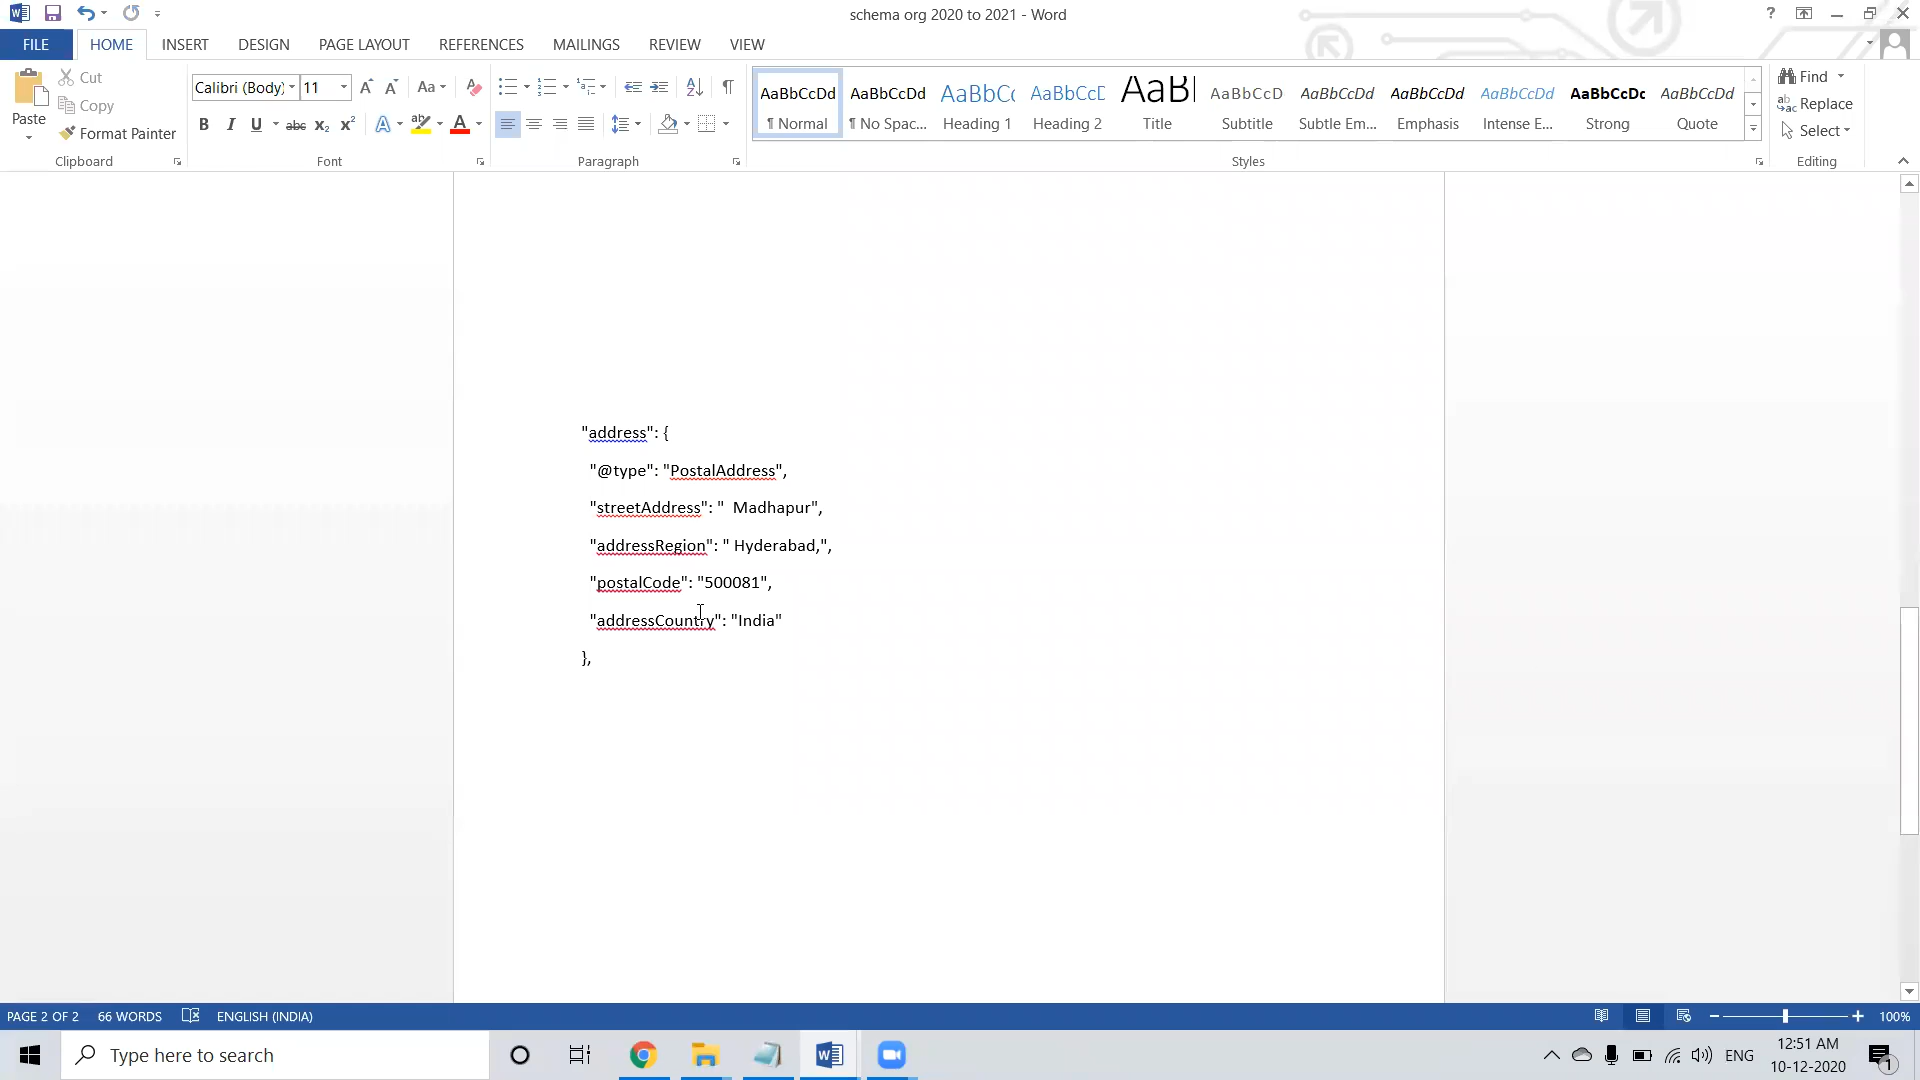 schema org 2020 to 2021 - Word
FILE
HOME
INSERT
DESIGN
PAGE LAYOUT
REFERENCES
MAILINGS
REVIEW
VIEW
Paste
Cut
Copy
Format Painter
Clipboard
Calibri (Body)
11
Font
Paragraph
AaBbCcDd
¶ Normal
AaBbCcDd
¶ No Spac...
AaBbC
Heading 1
AaBbCc
Heading 2
AaB
Title
AaBbCcD
Subtitle
AaBbCcDd
Subtle Em...
AaBbCcDd
Emphasis
AaBbCcDd
Intense E...
AaBbCcDc
Strong
AaBbCcDd
Quote
Styles
Find
Replace
Select
Editing
"address": {
"@type": "PostalAddress",
"streetAddress": "  Madhapur",
"addressRegion": " Hyderabad,",
"postalCode": "500081",
"addressCountry": "India"
},
PAGE 2 OF 2
66 WORDS
ENGLISH (INDIA)
100%
Type here to search
ENG
12:51 AM
10-12-2020
1